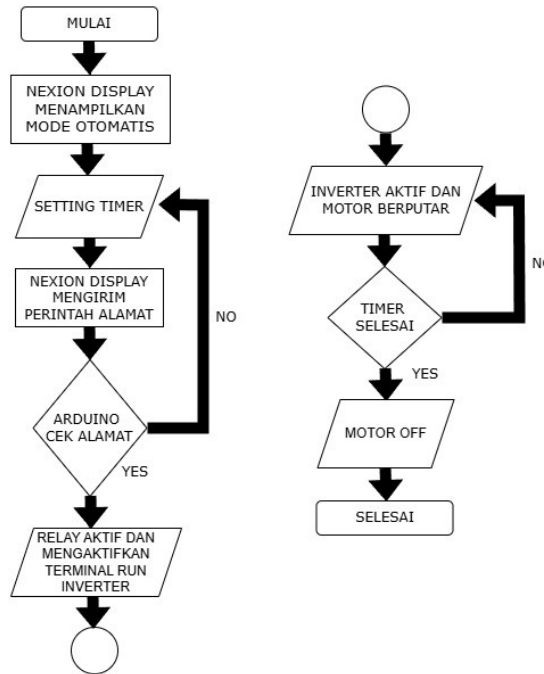 MULAI
NEXION DISPLAY
MENAMPILKAN
MODE OTOMATIS
SETTING TIMER
NEXION DISPLAY
MENGIRIM
PERINTAH ALAMAT
NO
ARDUINO
CEK ALAMAT
YES
RELAY AKTIF DAN
MENGAKTIFKAN
TERMINAL RUN
INVERTER
INVERTER AKTIF DAN
MOTOR BERPUTAR
NO
TIMER
SELESAI
YES
MOTOR OFF
SELESAI